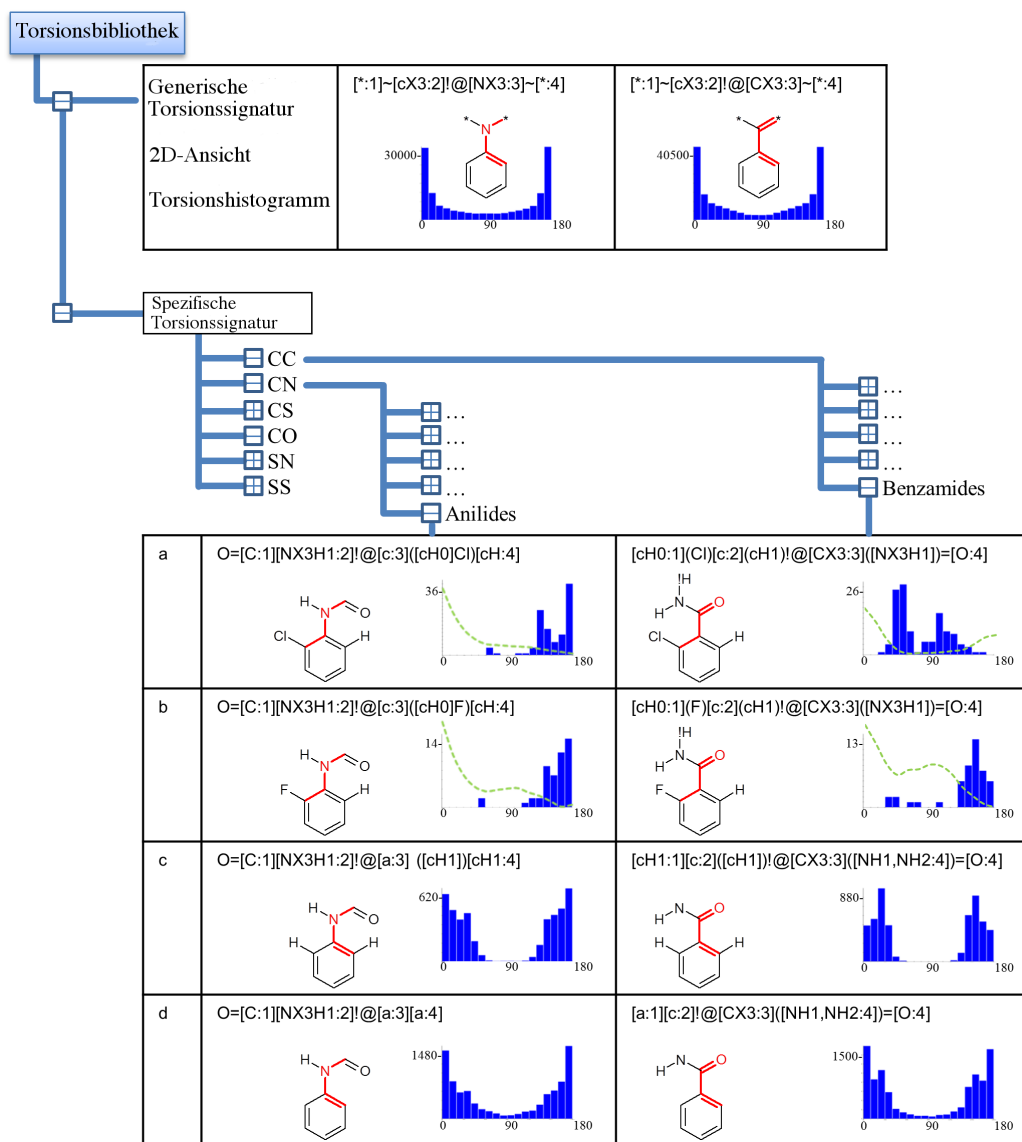 Torsionsbibliothek
Generische
Torsionssignatur
2D-Ansicht
Torsionshistogramm
[*:1]~[cX3:2]!@[NX3:3]~[*:4]
* N *
30000
0 90 180
[*:1]~[cX3:2]!@[CX3:3]~[*:4]
* *
40500
0 90 180
Spezifische
Torsionssignatur
CC
CN
CS
CO
SN
SS
…
…
…
…
Anilides
…
…
…
…
Benzamides
a
O=[C:1][NX3H1:2]!@[c:3]([cH0]Cl)[cH:4]
H N O
Cl H
36
0 90 180
[cH0:1](Cl)[c:2](cH1)!@[CX3:3]([NX3H1])=[O:4]
!H
H N O
Cl H
26
0 90 180
b
O=[C:1][NX3H1:2]!@[c:3]([cH0]F)[cH:4]
H N O
F H
14
0 90 180
[cH0:1](F)[c:2](cH1)!@[CX3:3]([NX3H1])=[O:4]
!H
H N O
F H
13
0 90 180
c
O=[C:1][NX3H1:2]!@[a:3] ([cH1])[cH1:4]
H N O
H H
620
0 90 180
[cH1:1][c:2]([cH1])!@[CX3:3]([NH1,NH2:4])=[O:4]
H N O
H H
880
0 90 180
d
O=[C:1][NX3H1:2]!@[a:3][a:4]
H N O
1480
0 90 180
[a:1][c:2]!@[CX3:3]([NH1,NH2:4])=[O:4]
H N O
1500
0 90 180